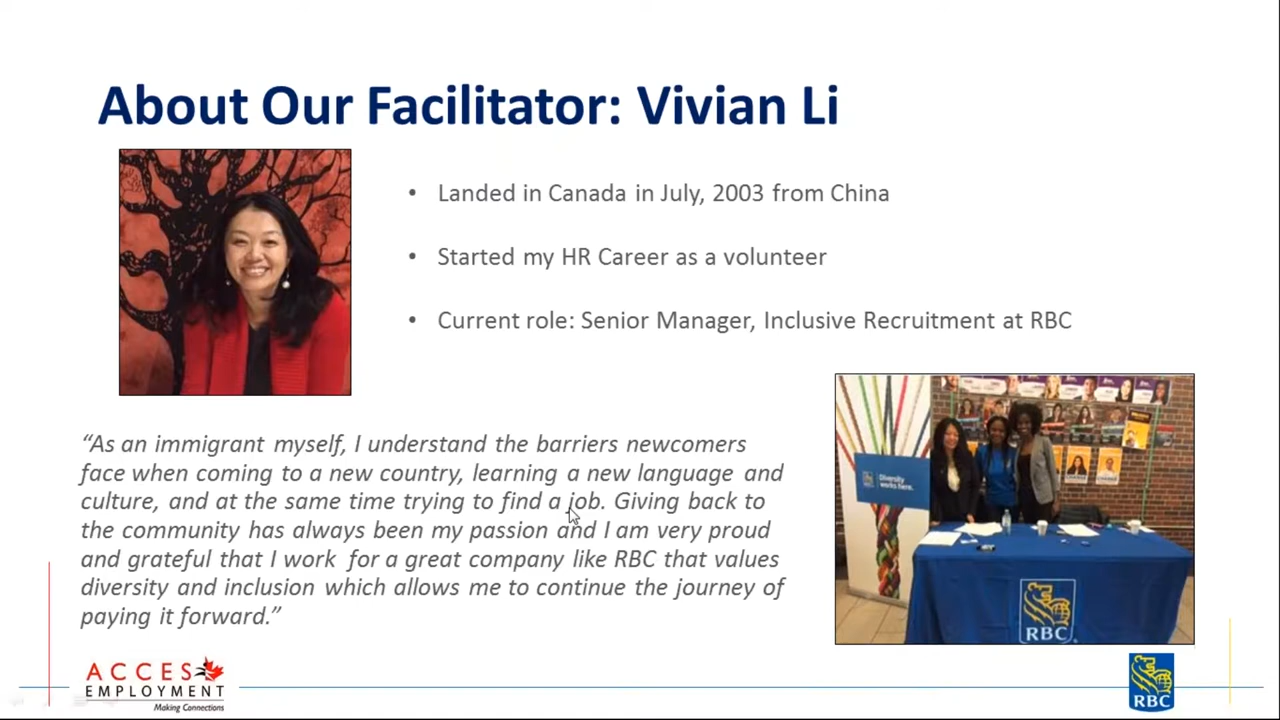 About Our Facilitator: Vivian Li
• Landed in Canada in July, 2003 from China
• Started my HR Career as a volunteer
• Current role: Senior Manager, Inclusive Recruitment at RBC
“As an immigrant myself, I understand the barriers newcomers
face when coming to a new country, learning a new language and
culture, and at the same time trying to find a job. Giving back to
the community has always been my passion and I am very proud
and grateful that I work for a great company like RBC that values
diversity and inclusion which allows me to continue the journey of
paying it forward.”
Diversity
works here.
RBC
ACCES
EMPLOYMENT
Making Connections
RBC